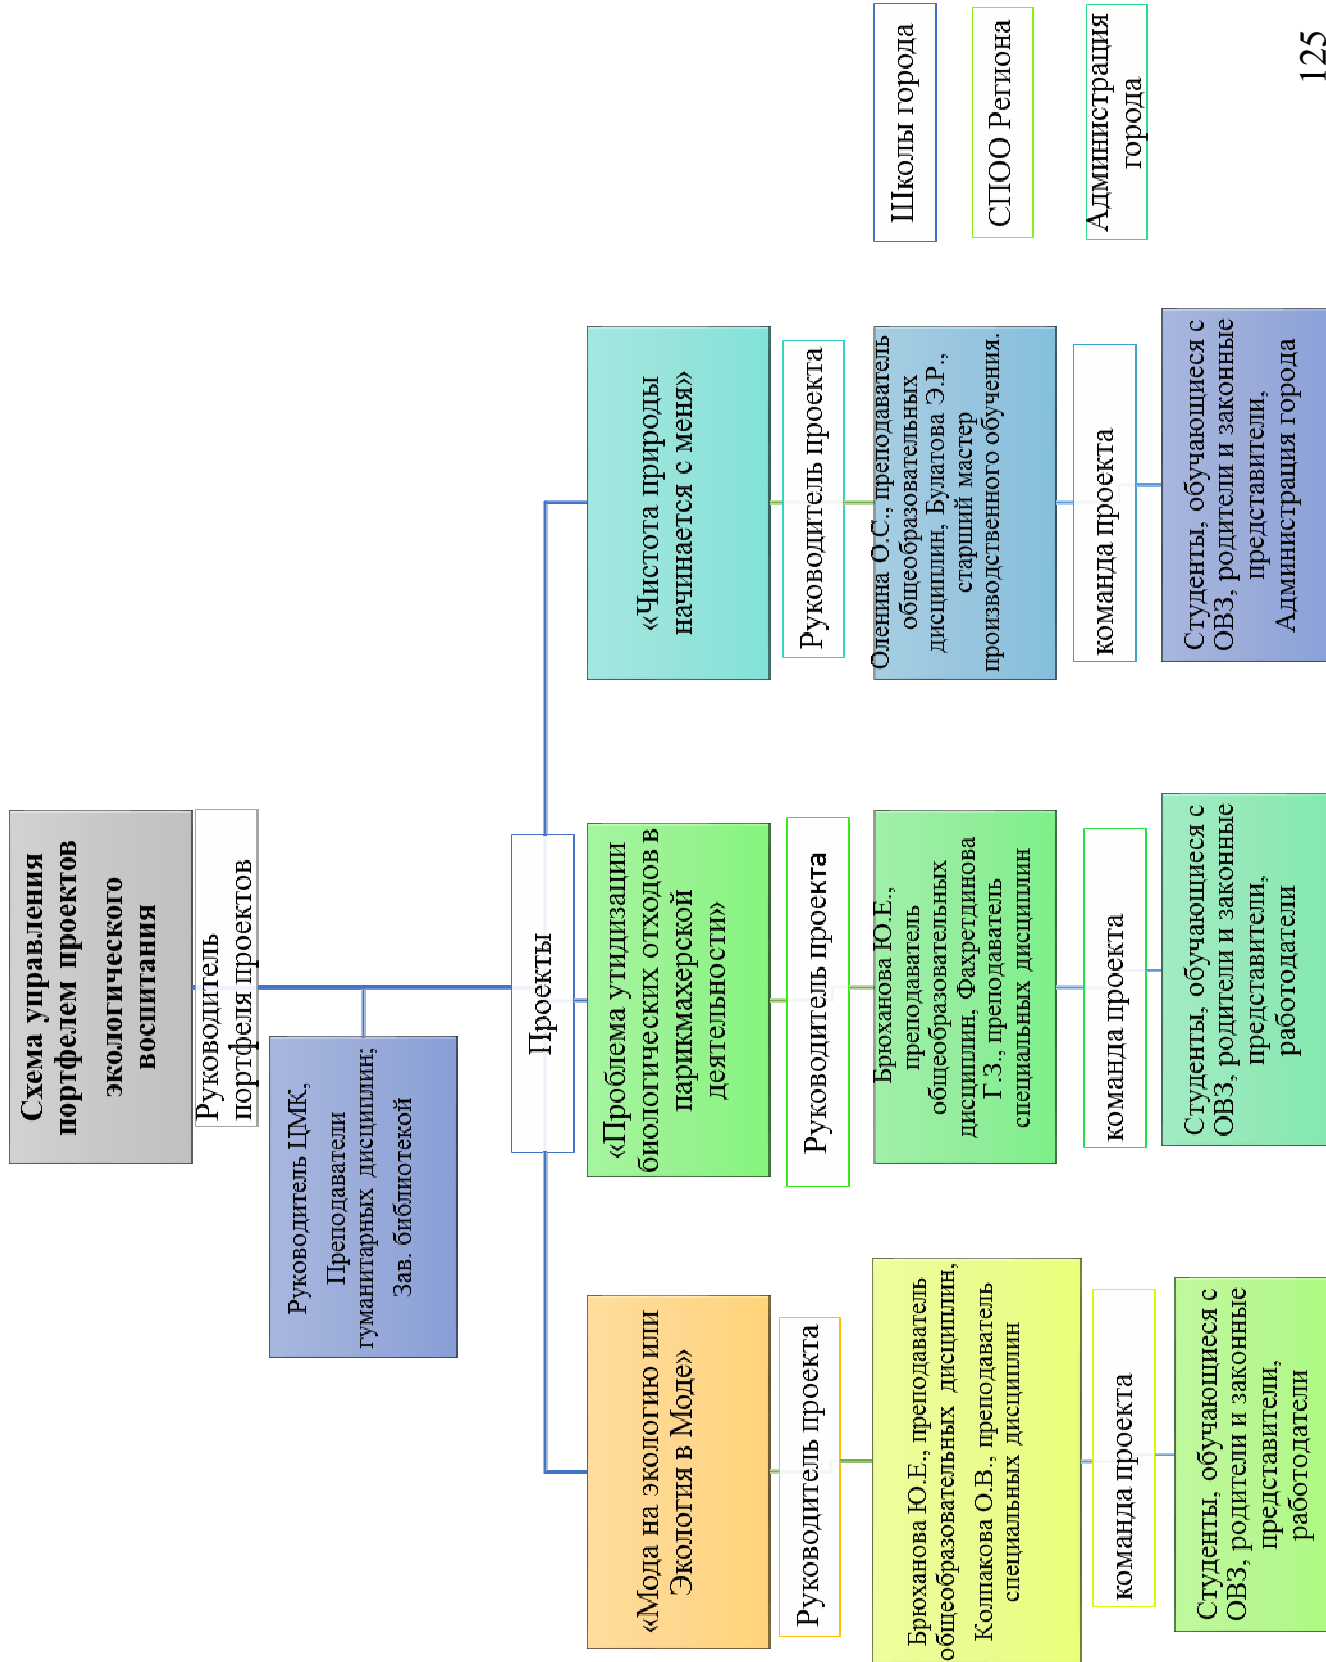 Схема управления
портфелем проектов
экологического
воспитания
Руководитель
портфеля проектов
Руководитель ЦМК,
Преподаватели
гуманитарных дисциплин;
Зав. библиотекой
Проекты
«Мода на экологию или
Экология в Моде»
Руководитель проекта
Брюханова Ю.Е., преподаватель
общеобразовательных дисциплин,
Колпакова О.В., преподаватель
специальных дисциплин
команда проекта
Студенты, обучающиеся с
ОВЗ, родители и законные
представители,
работодатели
«Проблема утидизации
биологических отходов в
парикмахерской
деятельности»
Руководитель проекта
Брюханова Ю.Е.,
преподаватель
общеобразовательных
дисциплин, Фахретдинова
Г.З., преподаватель
специальных дисциплин
команда проекта
Студенты, обучающиеся с
ОВЗ, родители и законные
представители,
работодатели
«Чистота природы
начинается с меня»
Руководитель проекта
Оленина О.С., преподаватель
общеобразовательных
дисциплин, Булатова Э.Р.,
старший мастер
производственного обучения.
команда проекта
Студенты, обучающиеся с
ОВЗ, родители и законные
представители,
Администрация города
Школы города
СПОО Региона
Администрация
города
125